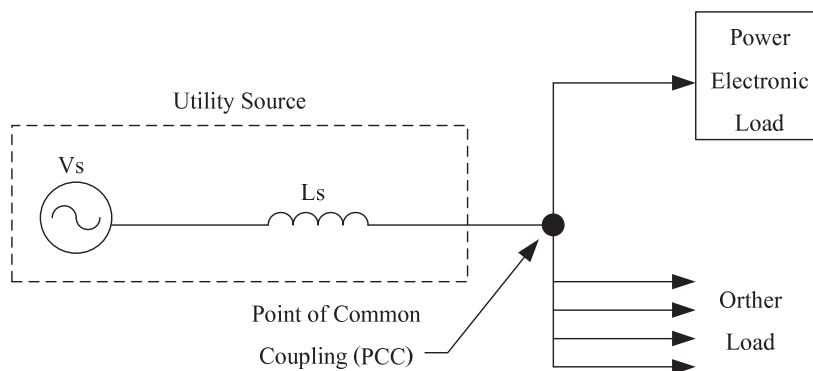 Power
Electronic
Load
Utility Source
Vs
Ls
Point of Common
Coupling (PCC)
Orther
Load